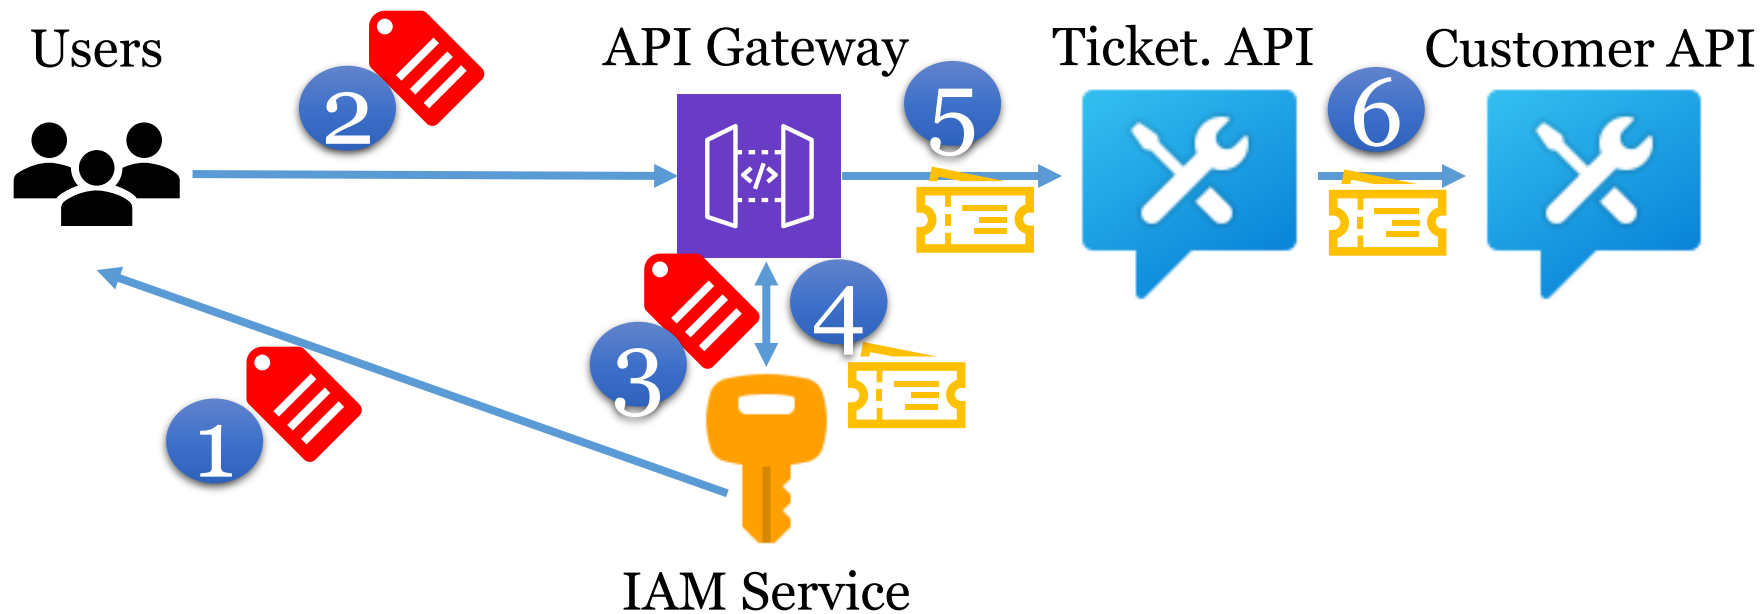 Users
API Gateway
Ticket. API
Customer API
2
5
6
</>
3
4
1
IAM Service